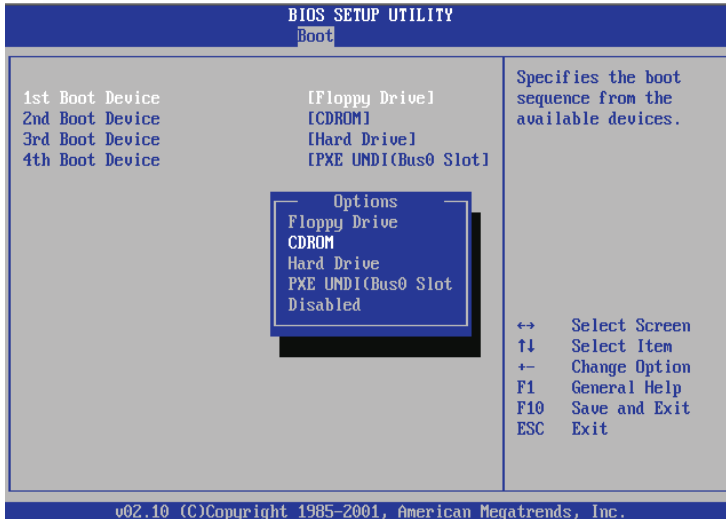 BIOS SETUP UTILITY
Boot
1st Boot Device [Floppy Drive]
2nd Boot Device [CDROM]
3rd Boot Device [Hard Drive]
4th Boot Device [PXE UNDI(Bus0 Slot]
Options
Floppy Drive
CDROM
Hard Drive
PXE UNDI(Bus0 Slot
Disabled
Specifies the boot
sequence from the
available devices.
↔ Select Screen
↑↓ Select Item
+- Change Option
F1 General Help
F10 Save and Exit
ESC Exit
v02.10 (C)Copyright 1985-2001, American Megatrends, Inc.